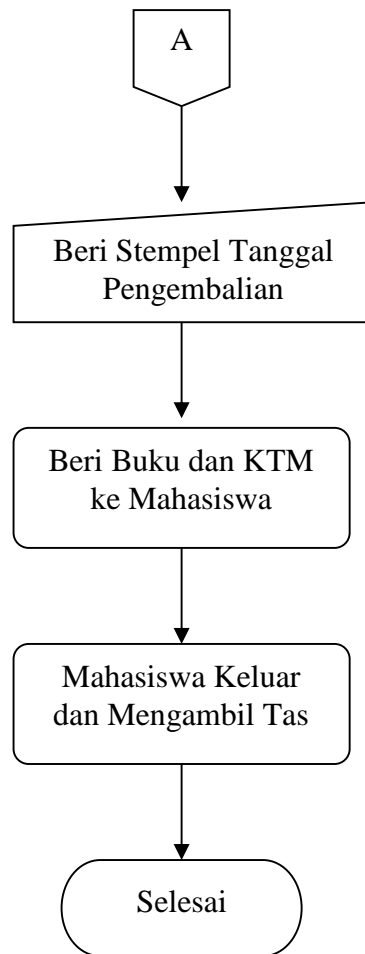 A
Beri Stempel Tanggal
Pengembalian
Beri Buku dan KTM
ke Mahasiswa
Mahasiswa Keluar
dan Mengambil Tas
Selesai